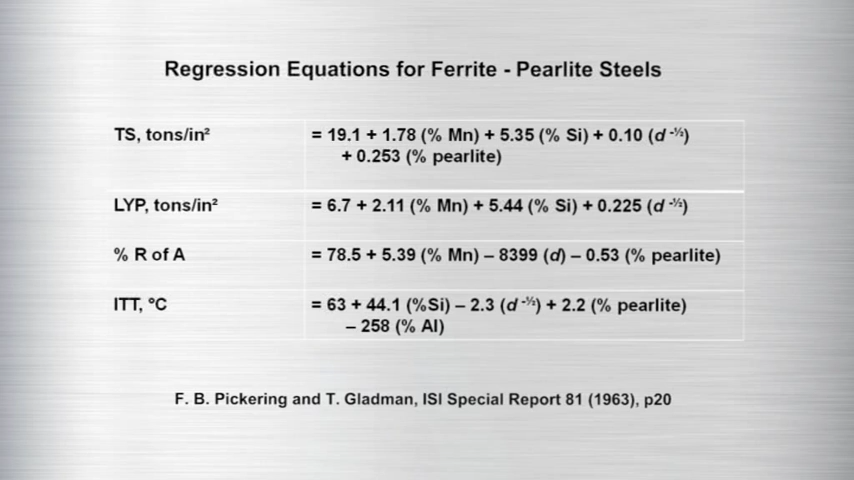 Regression Equations for Ferrite - Pearlite Steels
TS, tons/in² = 19.1 + 1.78 (% Mn) + 5.35 (% Si) + 0.10 (d -½)
+ 0.253 (% pearlite)
LYP, tons/in² = 6.7 + 2.11 (% Mn) + 5.44 (% Si) + 0.225 (d -½)
% R of A = 78.5 + 5.39 (% Mn) – 8399 (d) – 0.53 (% pearlite)
ITT, °C = 63 + 44.1 (%Si) – 2.3 (d -½) + 2.2 (% pearlite)
– 258 (% Al)
F. B. Pickering and T. Gladman, ISI Special Report 81 (1963), p20